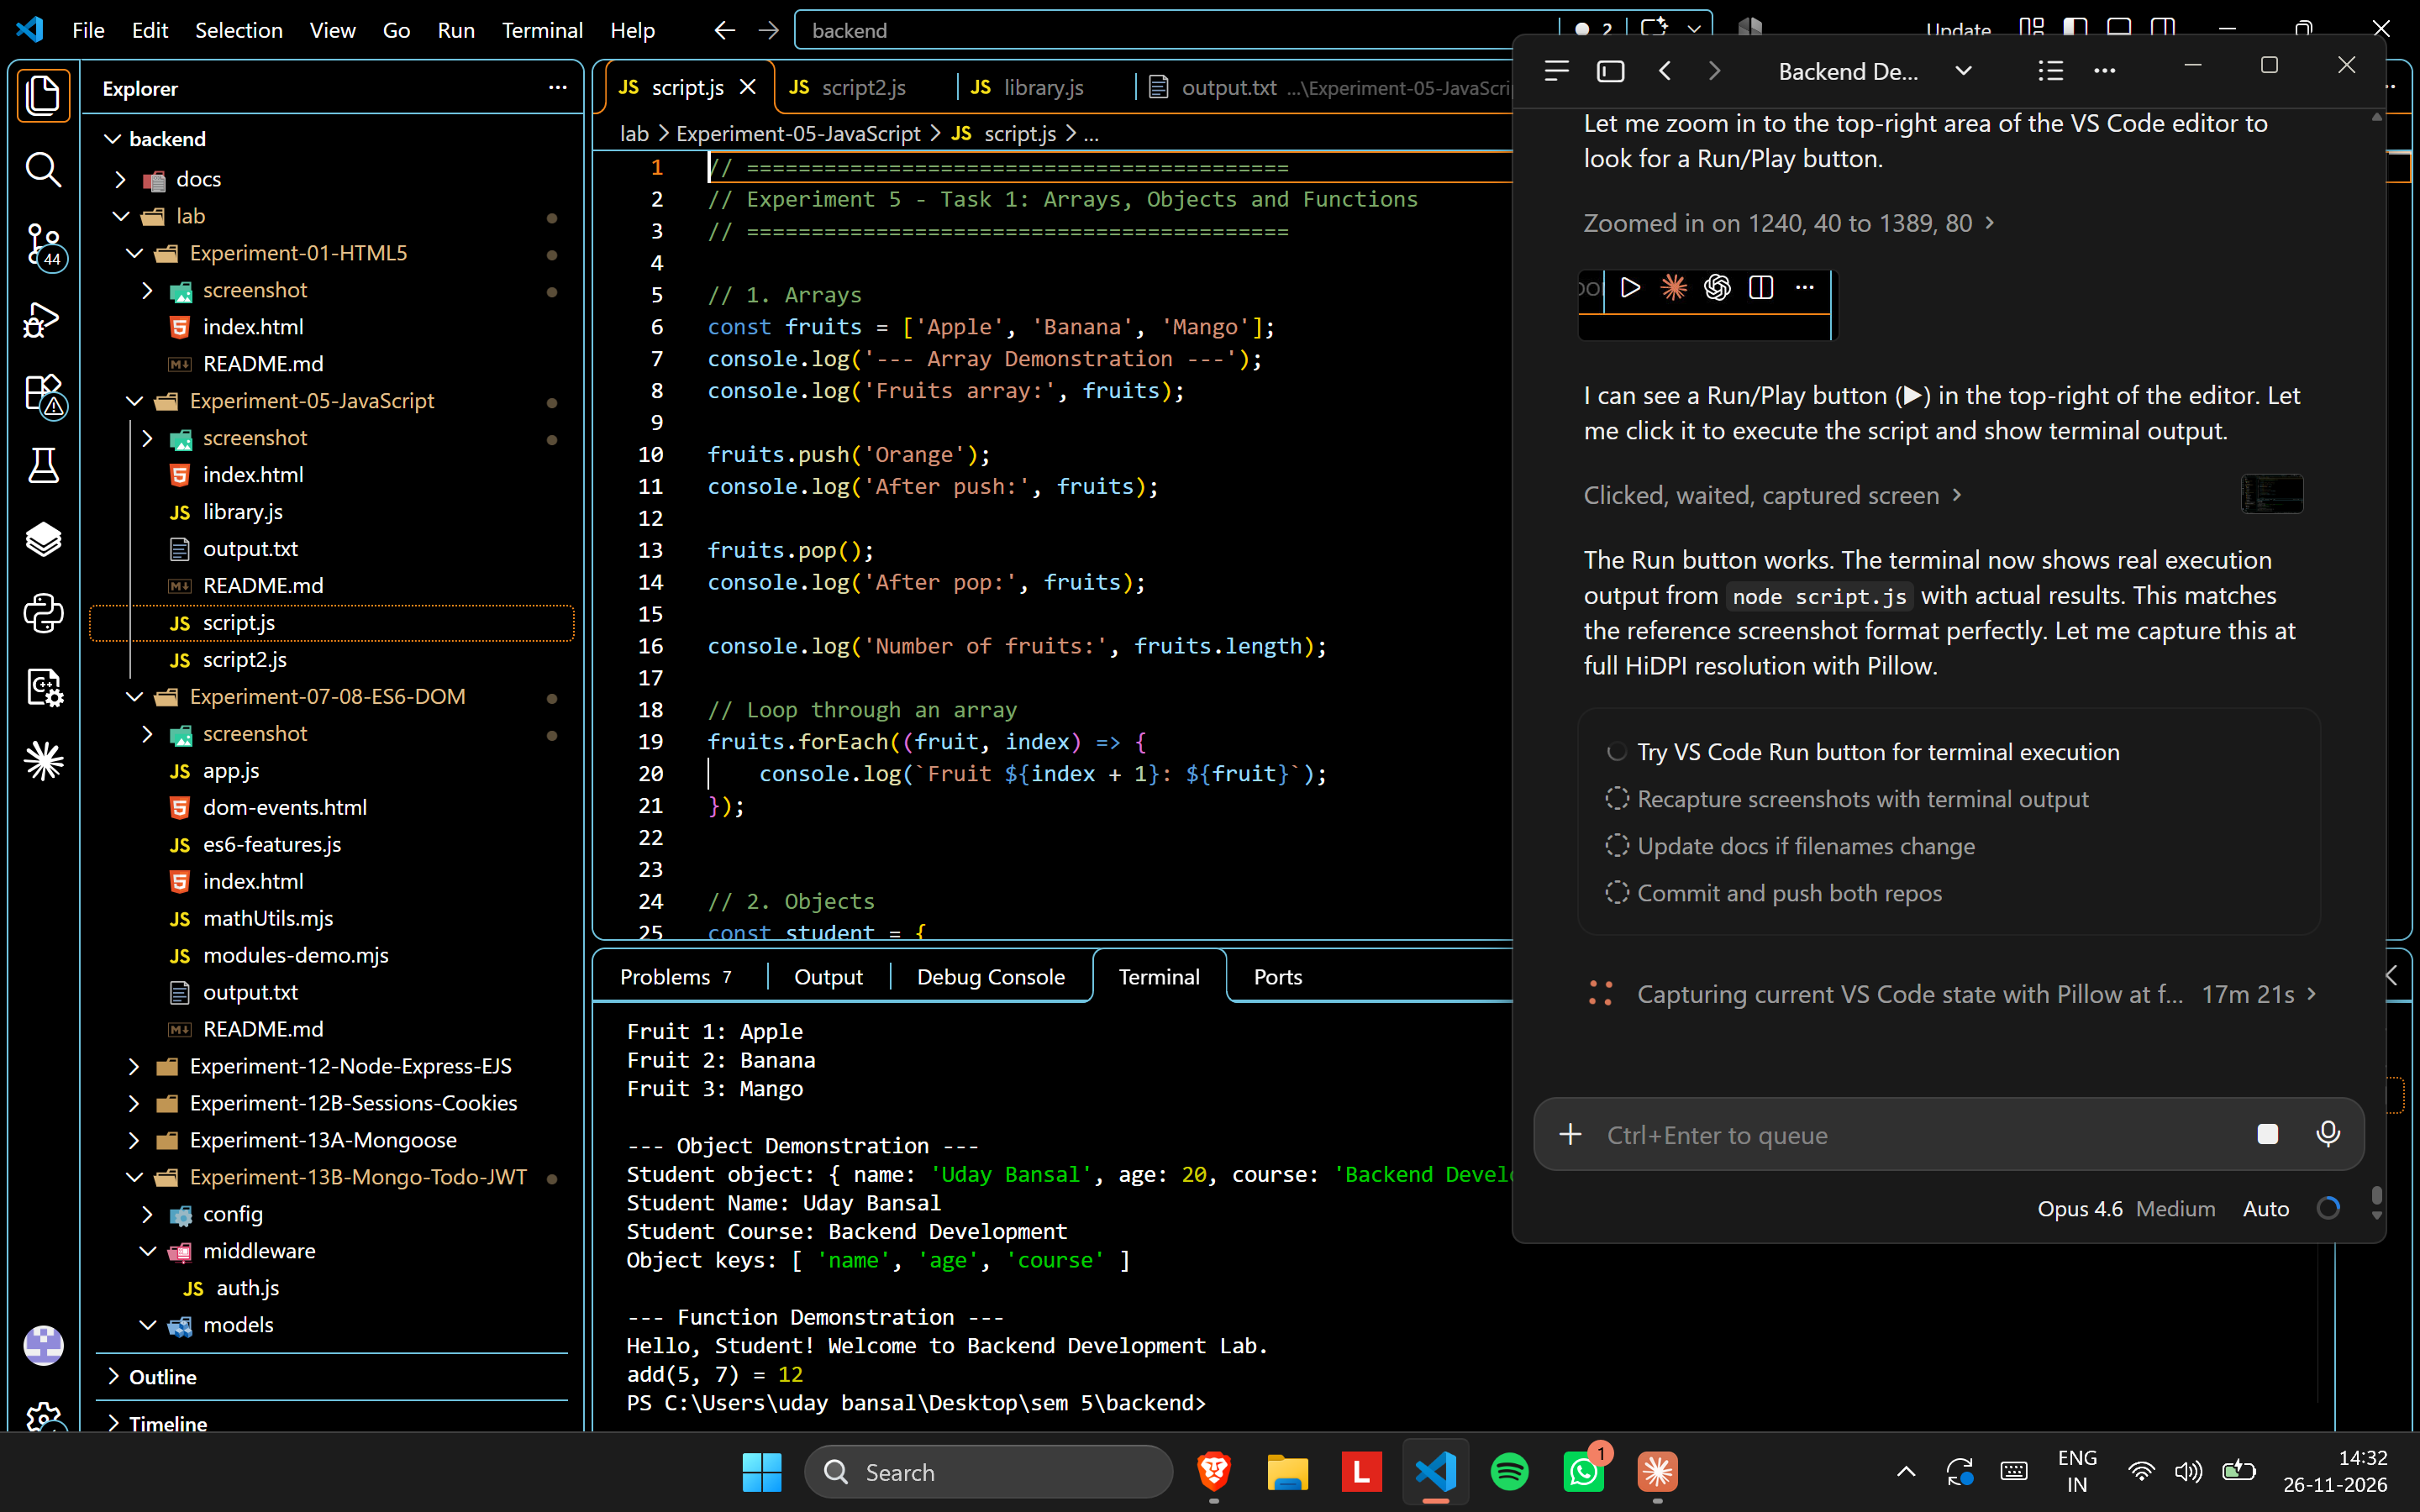 File Edit Selection View Go Run Terminal Help
backend
2
Update
Explorer
backend
docs
lab
Experiment-01-HTML5
screenshot
index.html
README.md
Experiment-05-JavaScript
screenshot
index.html
library.js
output.txt
README.md
script.js
script2.js
Experiment-07-08-ES6-DOM
screenshot
app.js
dom-events.html
es6-features.js
index.html
mathUtils.mjs
modules-demo.mjs
output.txt
README.md
Experiment-12-Node-Express-EJS
Experiment-12B-Sessions-Cookies
Experiment-13A-Mongoose
Experiment-13B-Mongo-Todo-JWT
config
middleware
auth.js
models
Outline
Timeline
44
script.js script2.js library.js output.txt ...\Experiment-05-JavaScri
lab > Experiment-05-JavaScript > JS script.js > ...
1 // ==========================================
2 // Experiment 5 - Task 1: Arrays, Objects and Functions
3 // ==========================================
4
5 // 1. Arrays
6 const fruits = ['Apple', 'Banana', 'Mango'];
7 console.log('--- Array Demonstration ---');
8 console.log('Fruits array:', fruits);
9
10 fruits.push('Orange');
11 console.log('After push:', fruits);
12
13 fruits.pop();
14 console.log('After pop:', fruits);
15
16 console.log('Number of fruits:', fruits.length);
17
18 // Loop through an array
19 fruits.forEach((fruit, index) => {
20 console.log(`Fruit ${index + 1}: ${fruit}`);
21 });
22
23
24 // 2. Objects
25 const student = {
Problems 7 Output Debug Console Terminal Ports
Fruit 1: Apple
Fruit 2: Banana
Fruit 3: Mango
--- Object Demonstration ---
Student object: { name: 'Uday Bansal', age: 20, course: 'Backend Develo
Student Name: Uday Bansal
Student Course: Backend Development
Object keys: [ 'name', 'age', 'course' ]
--- Function Demonstration ---
Hello, Student! Welcome to Backend Development Lab.
add(5, 7) = 12
PS C:\Users\uday bansal\Desktop\sem 5\backend>
Backend De...
Let me zoom in to the top-right area of the VS Code editor to
look for a Run/Play button.
Zoomed in on 1240, 40 to 1389, 80 >
I can see a Run/Play button (▶) in the top-right of the editor. Let
me click it to execute the script and show terminal output.
Clicked, waited, captured screen >
The Run button works. The terminal now shows real execution
output from node script.js with actual results. This matches
the reference screenshot format perfectly. Let me capture this at
full HiDPI resolution with Pillow.
Try VS Code Run button for terminal execution
Recapture screenshots with terminal output
Update docs if filenames change
Commit and push both repos
Capturing current VS Code state with Pillow at f... 17m 21s >
Ctrl+Enter to queue
Opus 4.6 Medium Auto
Search
L
1
ENG
IN
14:32
26-11-2026